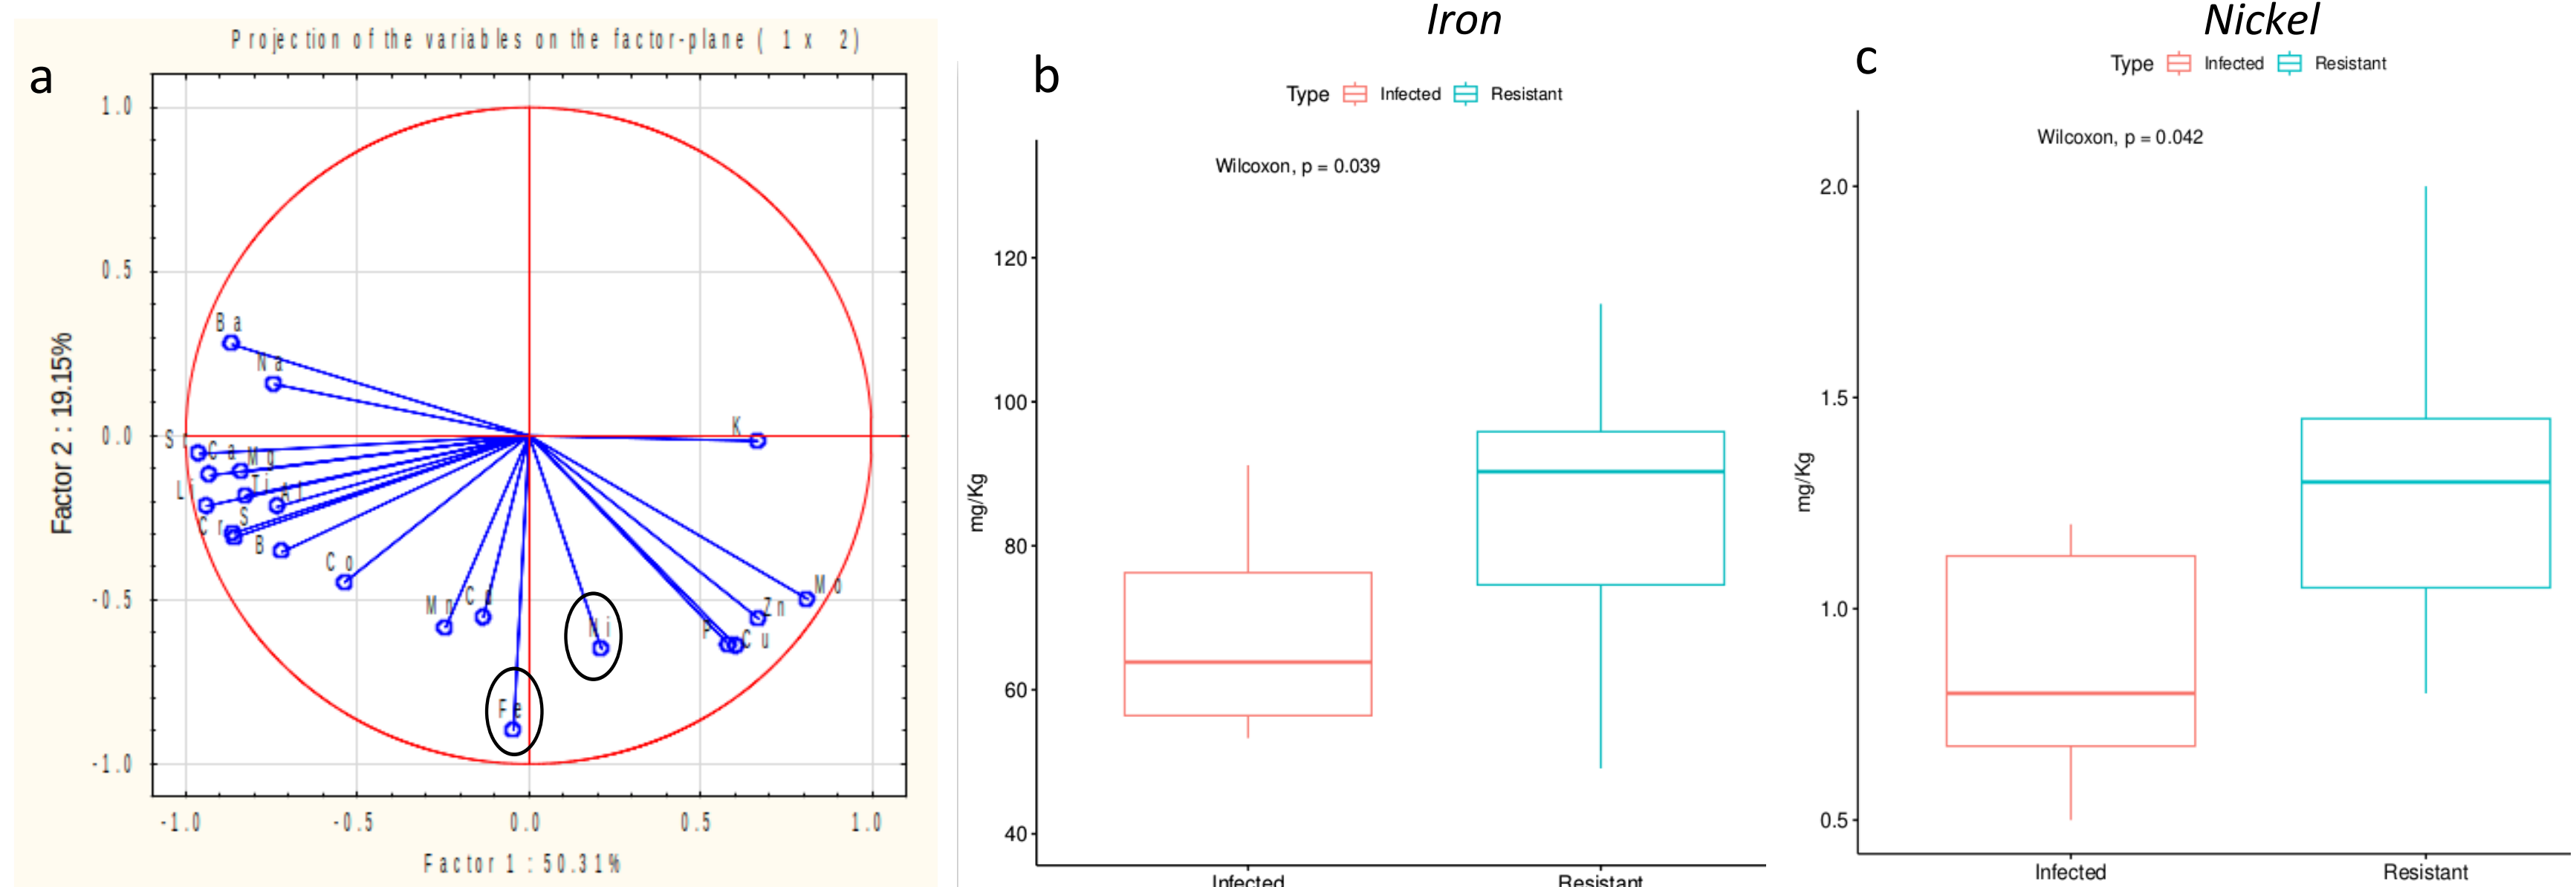 Iron
Nickel
a
b
c
Projection of the variables on the factor-plane ( 1 x 2)
1.0
0.5
0.0
-0.5
-1.0
Factor 2 : 19.15%
Ba
Na
K
Ca
Mg
Ti
Al
Cr
S
B
Co
Mn
Cd
Ni
Fe
Mo
Zn
P
Cu
-1.0
-0.5
0.0
0.5
1.0
Factor 1 : 50.31%
Type Infected Resistant
Wilcoxon, p = 0.039
mg/Kg
120
100
80
60
40
Infected
Resistant
Type Infected Resistant
Wilcoxon, p = 0.042
mg/Kg
2.0
1.5
1.0
0.5
Infected
Resistant